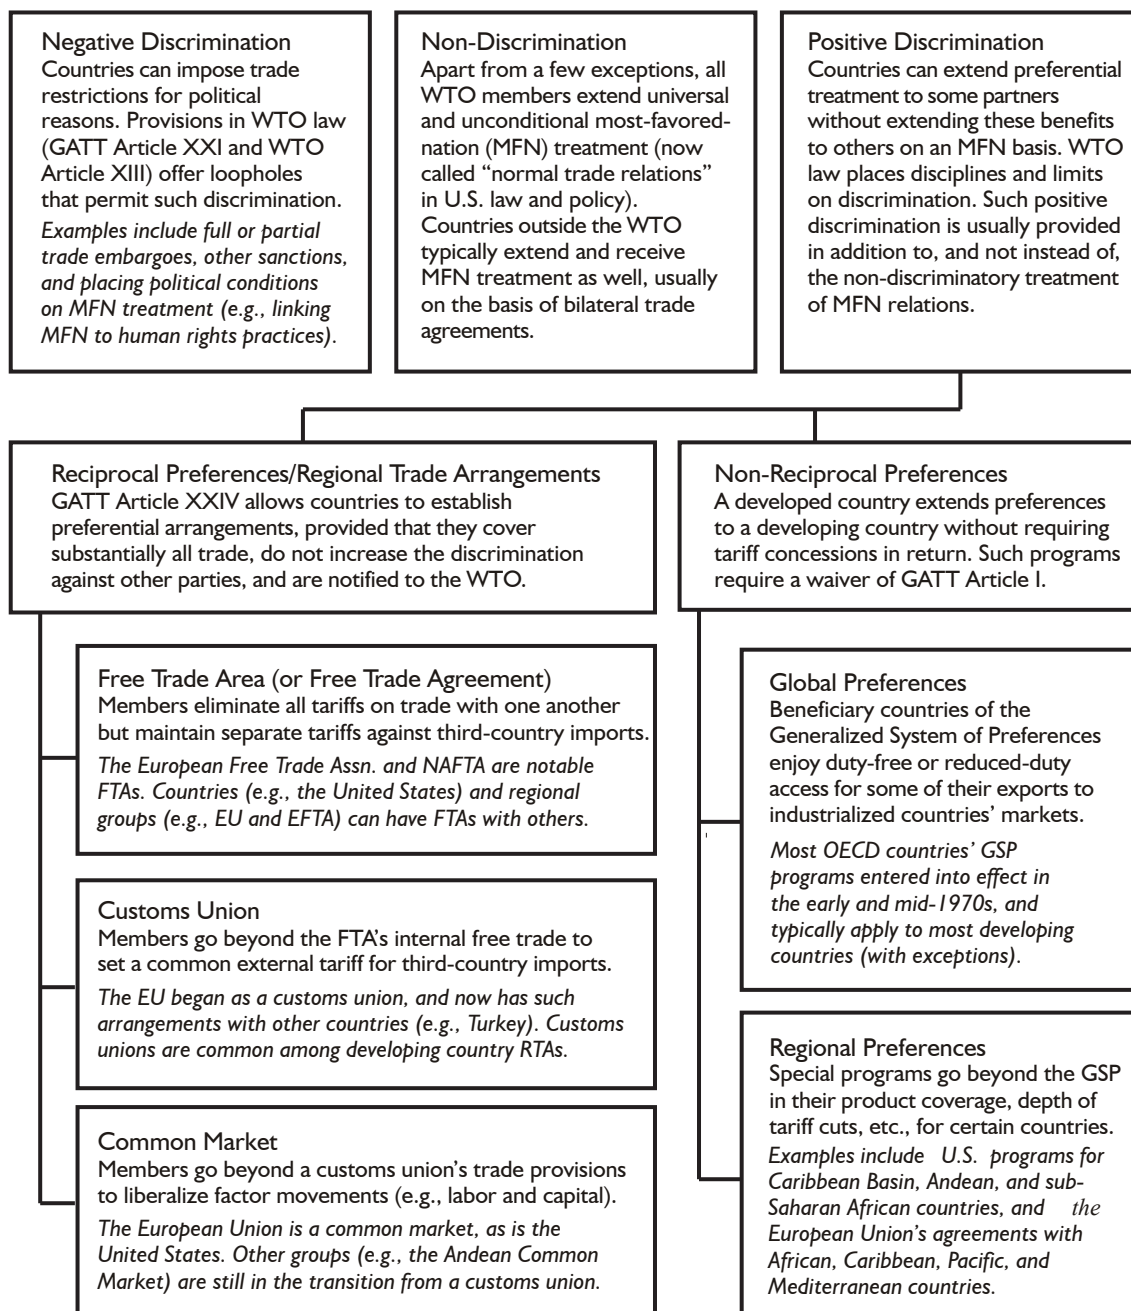 Negative Discrimination
Countries can impose trade
restrictions for political
reasons. Provisions in WTO law
(GATT Article XXI and WTO
Article XIII) offer loopholes
that permit such discrimination.
Examples include full or partial
trade embargoes, other sanctions,
and placing political conditions
on MFN treatment (e.g., linking
MFN to human rights practices).
Non-Discrimination
Apart from a few exceptions, all
WTO members extend universal
and unconditional most-favored-
nation (MFN) treatment (now
called “normal trade relations”
in U.S. law and policy).
Countries outside the WTO
typically extend and receive
MFN treatment as well, usually
on the basis of bilateral trade
agreements.
Positive Discrimination
Countries can extend preferential
treatment to some partners
without extending these benefits
to others on an MFN basis. WTO
law places disciplines and limits
on discrimination. Such positive
discrimination is usually provided
in addition to, and not instead of,
the non-discriminatory treatment
of MFN relations.
Reciprocal Preferences/Regional Trade Arrangements
GATT Article XXIV allows countries to establish
preferential arrangements, provided that they cover
substantially all trade, do not increase the discrimination
against other parties, and are notified to the WTO.
Free Trade Area (or Free Trade Agreement)
Members eliminate all tariffs on trade with one another
but maintain separate tariffs against third-country imports.
The European Free Trade Assn. and NAFTA are notable
FTAs. Countries (e.g., the United States) and regional
groups (e.g., EU and EFTA) can have FTAs with others.
Customs Union
Members go beyond the FTA’s internal free trade to
set a common external tariff for third-country imports.
The EU began as a customs union, and now has such
arrangements with other countries (e.g., Turkey). Customs
unions are common among developing country RTAs.
Common Market
Members go beyond a customs union’s trade provisions
to liberalize factor movements (e.g., labor and capital).
The European Union is a common market, as is the
United States. Other groups (e.g., the Andean Common
Market) are still in the transition from a customs union.
Non-Reciprocal Preferences
A developed country extends preferences
to a developing country without requiring
tariff concessions in return. Such programs
require a waiver of GATT Article I.
Global Preferences
Beneficiary countries of the
Generalized System of Preferences
enjoy duty-free or reduced-duty
access for some of their exports to
industrialized countries’ markets.
Most OECD countries’ GSP
programs entered into effect in
the early and mid-1970s, and
typically apply to most developing
countries (with exceptions).
Regional Preferences
Special programs go beyond the GSP
in their product coverage, depth of
tariff cuts, etc., for certain countries.
Examples include U.S. programs for
Caribbean Basin, Andean, and sub-
Saharan African countries, and the
European Union’s agreements with
African, Caribbean, Pacific, and
Mediterranean countries.